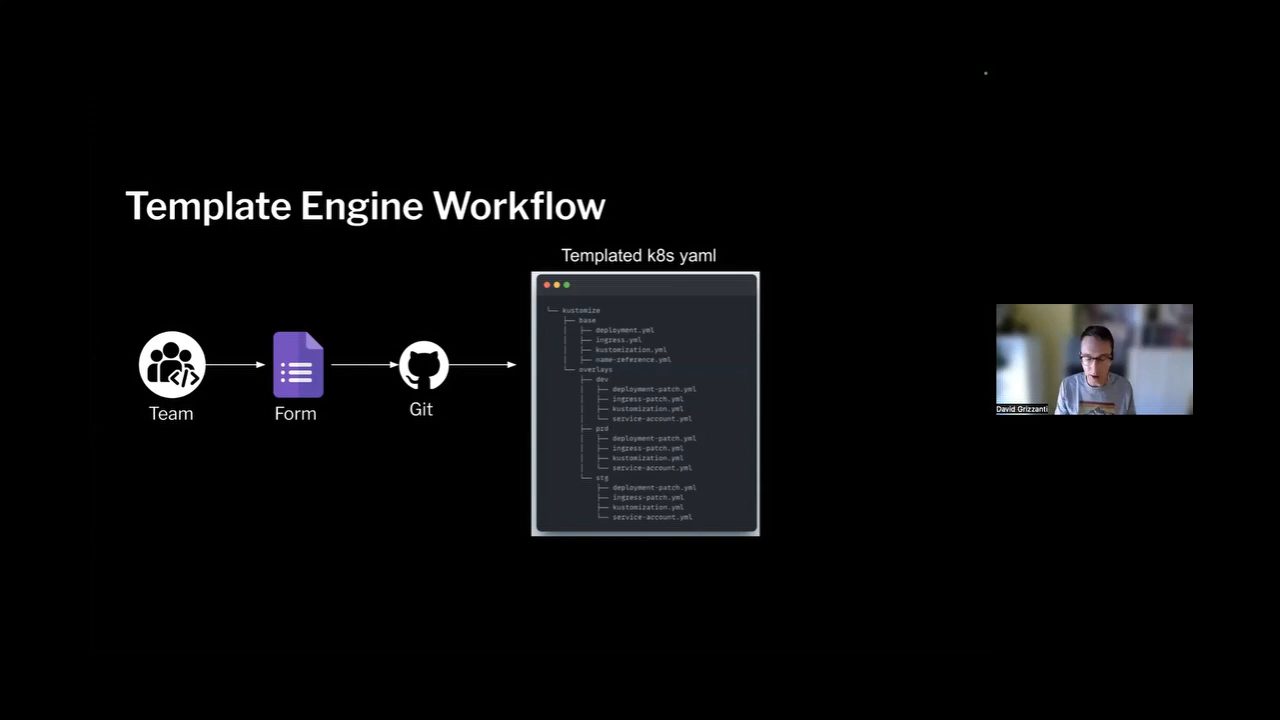 Template Engine Workflow
Templated k8s yaml
└── kustomize
├── base
│ ├── deployment.yml
│ ├── ingress.yml
│ ├── kustomization.yml
│ └── name-reference.yml
└── overlays
├── dev
│ ├── deployment-patch.yml
│ ├── ingress-patch.yml
│ ├── kustomization.yml
│ └── service-account.yml
├── prd
│ ├── deployment-patch.yml
│ ├── ingress-patch.yml
│ ├── kustomization.yml
│ └── service-account.yml
└── stg
├── deployment-patch.yml
├── ingress-patch.yml
├── kustomization.yml
└── service-account.yml
Team
Form
Git
David Grizzanti